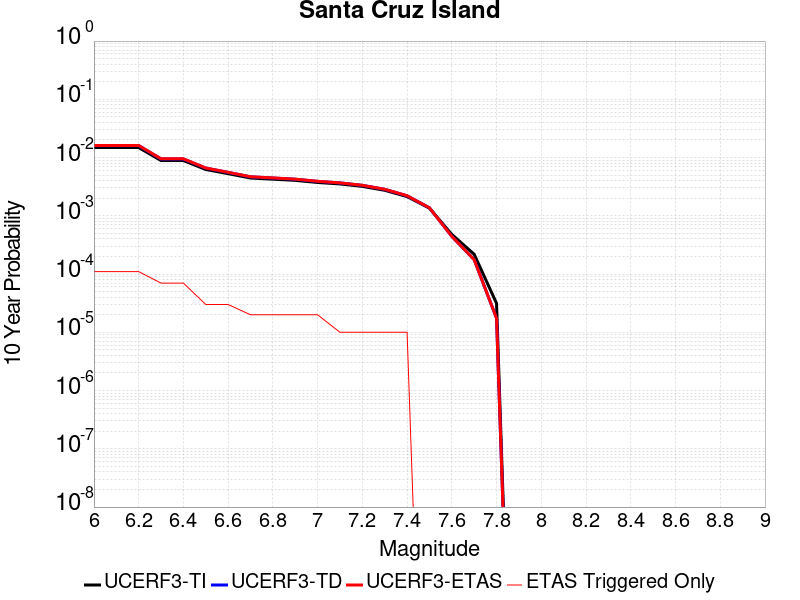 Santa Cruz Island
10^0
10^-1
10^-2
10^-3
10^-4
10^-5
10^-6
10^-7
10^-8
10 Year Probability
6 6.2 6.4 6.6 6.8 7 7.2 7.4 7.6 7.8 8 8.2 8.4 8.6 8.8 9
Magnitude
UCERF3-TI UCERF3-TD UCERF3-ETAS ETAS Triggered Only